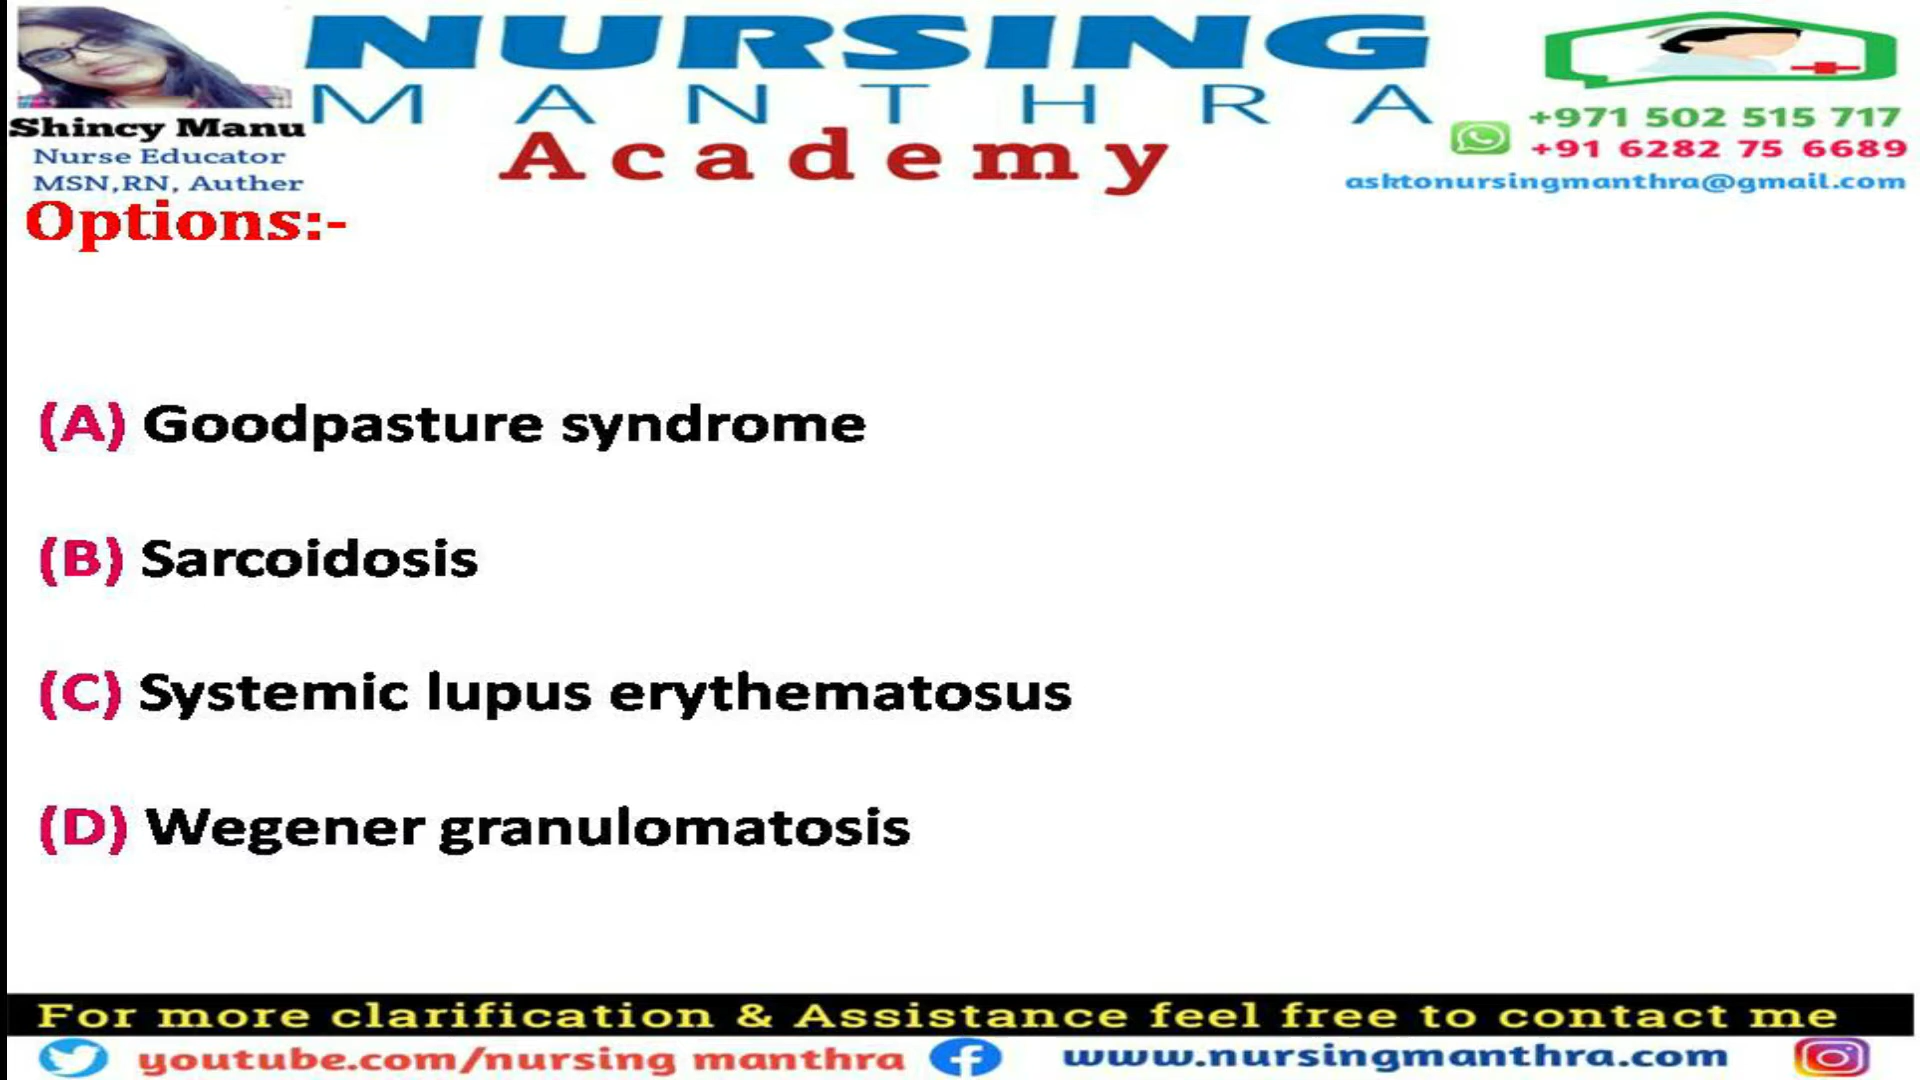 NURSING
MANTHRA
Academy
Shincy Manu
Nurse Educator
MSN,RN, Auther
+971 502 515 717
+91 6282 75 6689
asktonursingmanthra@gmail.com
Options:-
(A) Goodpasture syndrome
(B) Sarcoidosis
(C) Systemic lupus erythematosus
(D) Wegener granulomatosis
For more clarification & Assistance feel free to contact me
youtube.com/nursing manthra
www.nursingmanthra.com